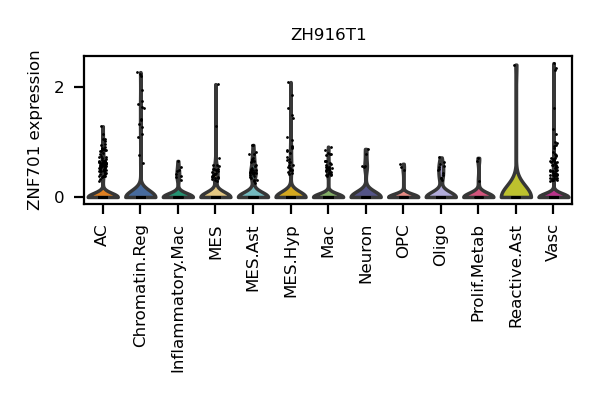 ZH916T1
ZNF701 expression
2
0
AC
Chromatin.Reg
Inflammatory.Mac
MES
MES.Ast
MES.Hyp
Mac
Neuron
OPC
Oligo
Prolif.Metab
Reactive.Ast
Vasc